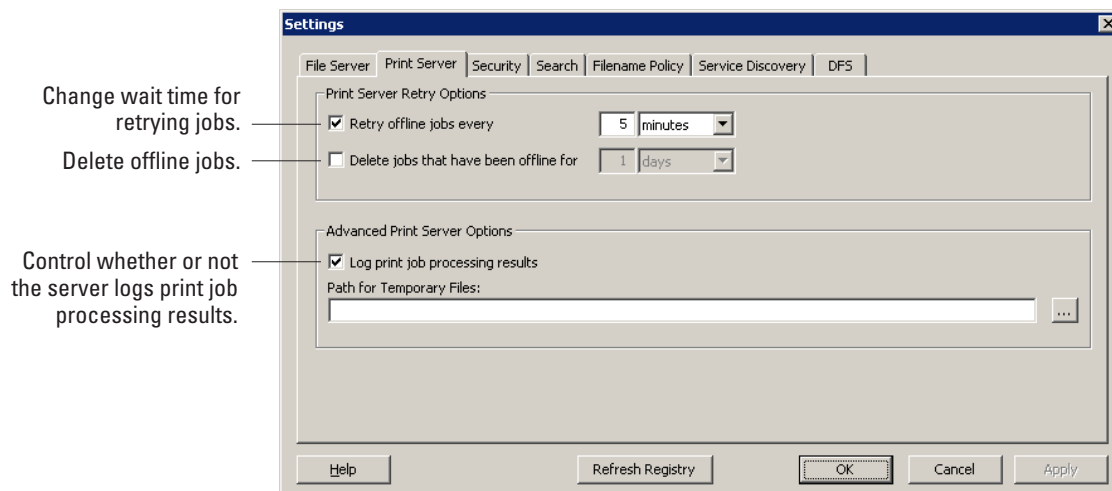 Settings
File Server Print Server Security Search Filename Policy Service Discovery DFS
Change wait time for
retrying jobs.
Print Server Retry Options
Retry offline jobs every 5 minutes
Delete offline jobs.
Delete jobs that have been offline for 1 days
Advanced Print Server Options
Control whether or not
the server logs print job
processing results.
Log print job processing results
Path for Temporary Files:
...
Help Refresh Registry OK Cancel Apply